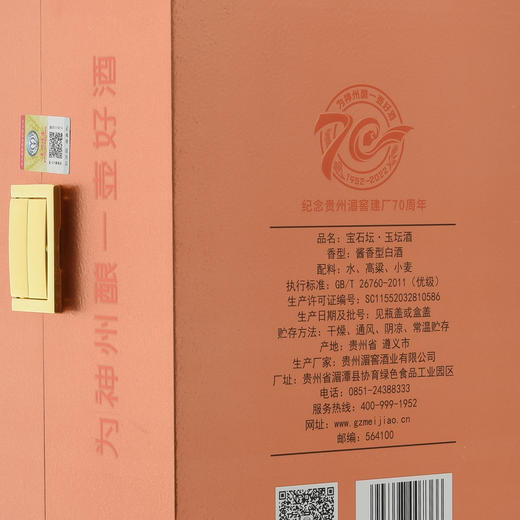 为神州酿一壶好酒
为神州酿一壶好酒
70
1952-2022
纪念贵州湄窖建厂70周年
品名：宝石坛·玉坛酒
香型：酱香型白酒
配料：水、高粱、小麦
执行标准：GB/T 26760-2011（优级）
生产许可证编号：SC11552032810586
生产日期及批号：见瓶盖或盒盖
贮存方法：干燥、通风、阴凉、常温贮存
产地：贵州省 遵义市
生产厂家：贵州湄窖酒业有限公司
厂址：贵州省湄潭县协育绿色食品工业园区
电话：0851-24388333
服务热线：400-999-1952
www.gzmeijiao.cn
邮编：564100